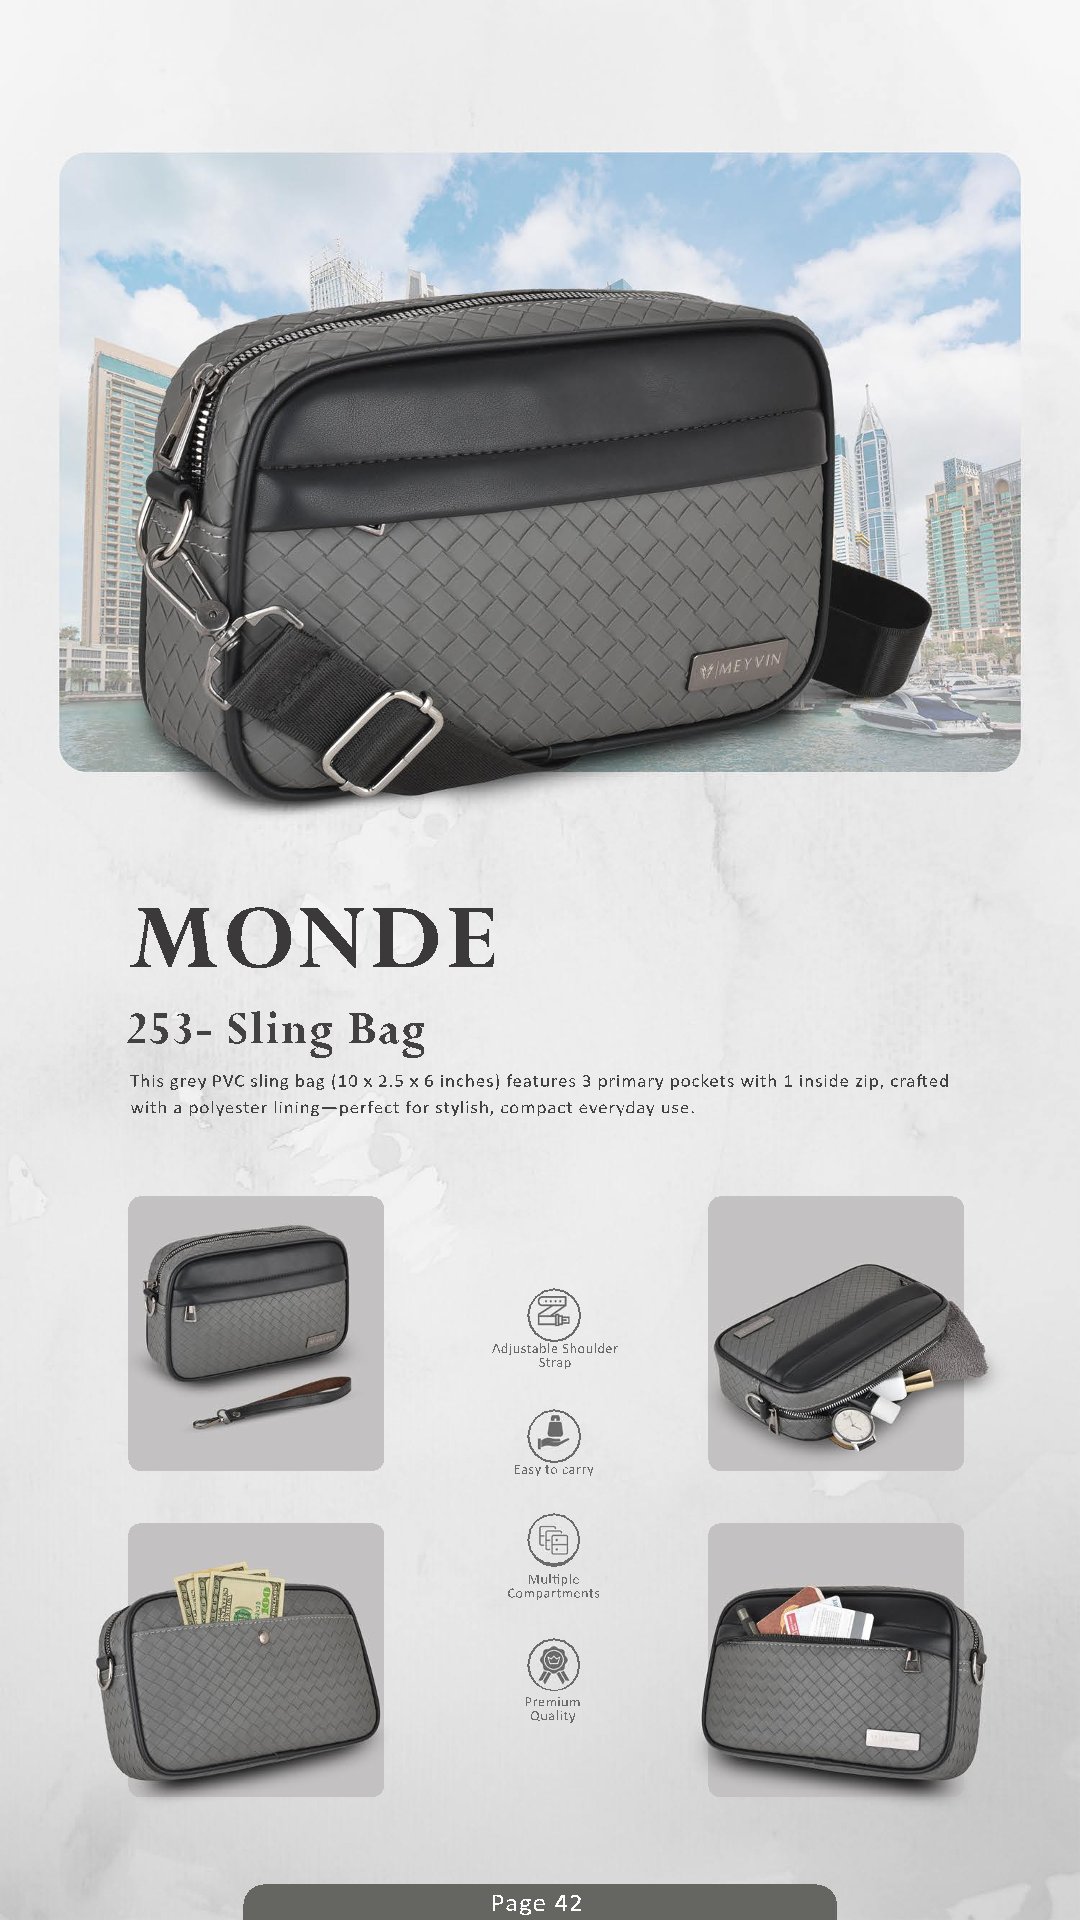 MEYVIN
MONDE
253- Sling Bag
This grey PVC sling bag (10 x 2.5 x 6 inches) features 3 primary pockets with 1 inside zip, crafted
with a polyester lining—perfect for stylish, compact everyday use.
MEYVIN
Adjustable Shoulder
Strap
Easy to carry
Multiple
Compartments
Premium
Quality
100
Page 42